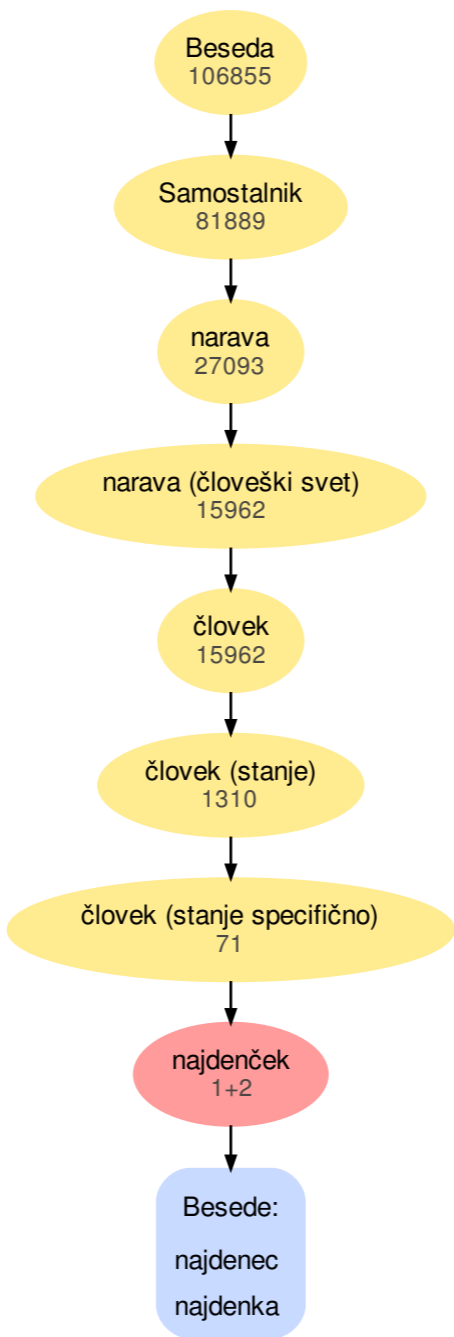 Beseda
106855
Samostalnik
81889
narava
27093
narava (človeški svet)
15962
človek
15962
človek (stanje)
1310
človek (stanje specifično)
71
najdenček
1+2
Besede:
najdenec
najdenka